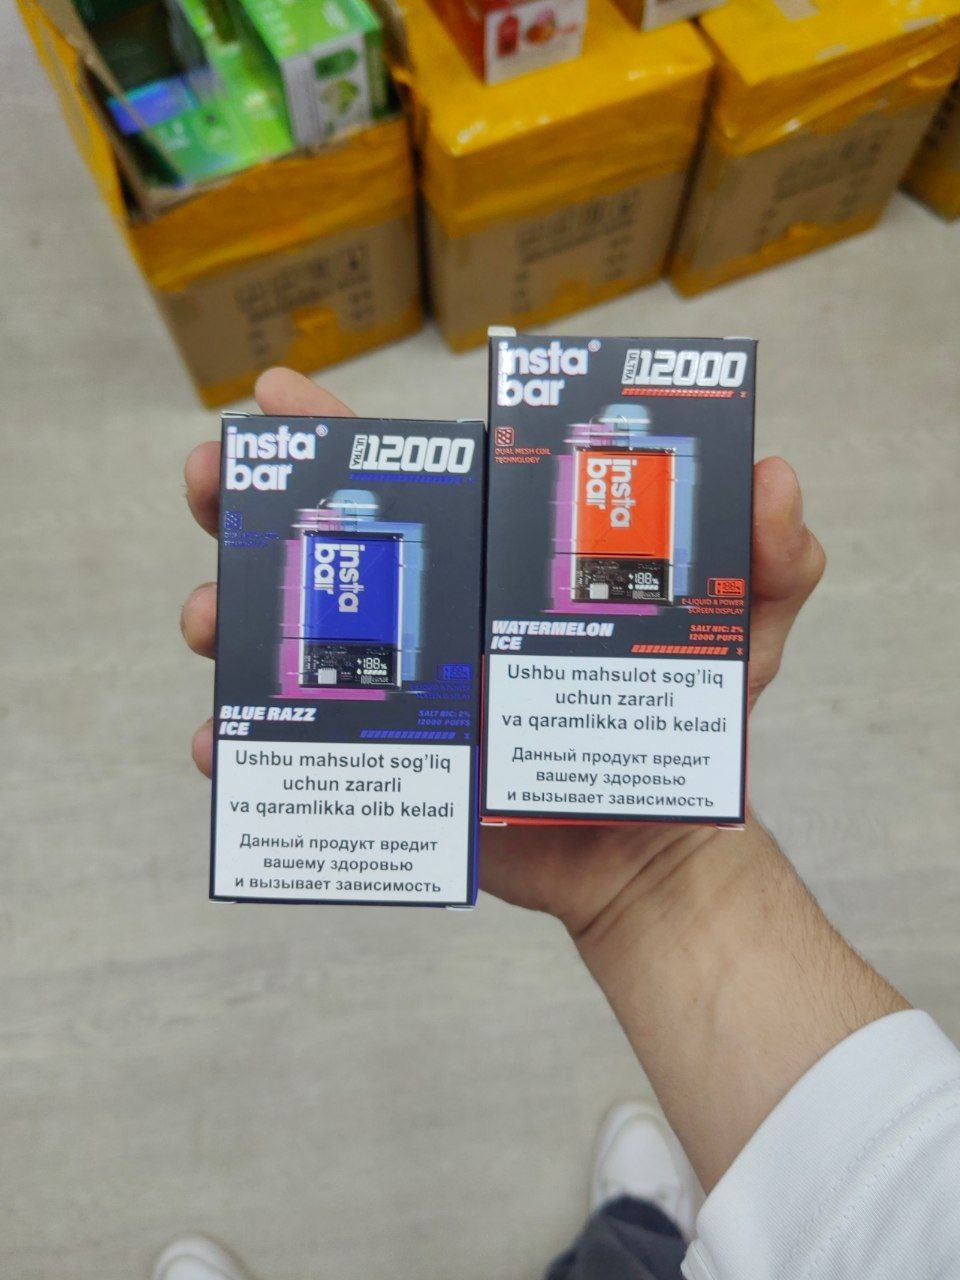 insta®
bar
ULTRA 12000
insta
bar
188%
BLUE RAZZ
ICE
SALT NIC: 2%
12000 PUFFS
Ushbu mahsulot sog'liq
uchun zararli
va qaramlikka olib keladi
Данный продукт вредит
вашему здоровью
и вызывает зависимость
insta®
bar
ULTRA 12000
DUAL MESH COIL
TECHNOLOGY
insta
bar
188%
E-LIQUID & POWER
SCREEN DISPLAY
WATERMELON
ICE
SALT NIC: 2%
12000 PUFFS
Ushbu mahsulot sog'liq
uchun zararli
va qaramlikka olib keladi
Данный продукт вредит
вашему здоровью
и вызывает зависимость